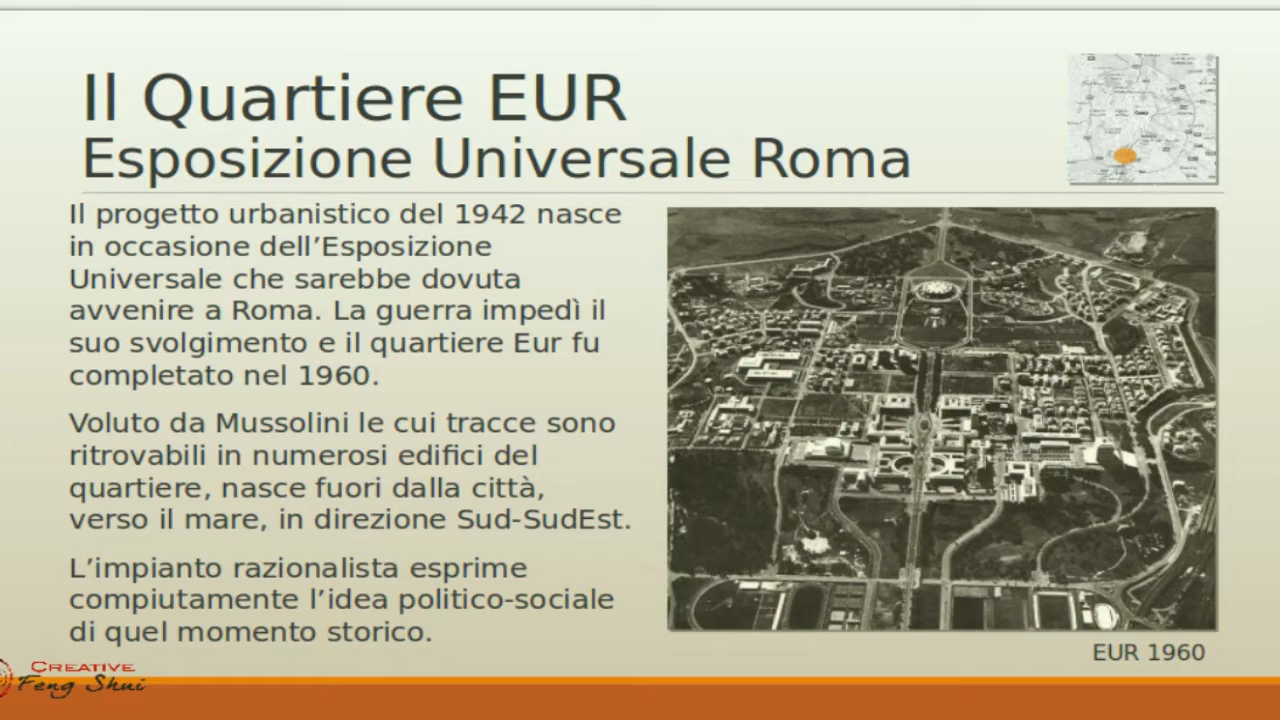 Il Quartiere EUR
Esposizione Universale Roma
Il progetto urbanistico del 1942 nasce
in occasione dell’Esposizione
Universale che sarebbe dovuta
avvenire a Roma. La guerra impedì il
suo svolgimento e il quartiere Eur fu
completato nel 1960.
Voluto da Mussolini le cui tracce sono
ritrovabili in numerosi edifici del
quartiere, nasce fuori dalla città,
verso il mare, in direzione Sud-SudEst.
L’impianto razionalista esprime
compiutamente l’idea politico-sociale
di quel momento storico.
EUR 1960
Creative
Feng Shui